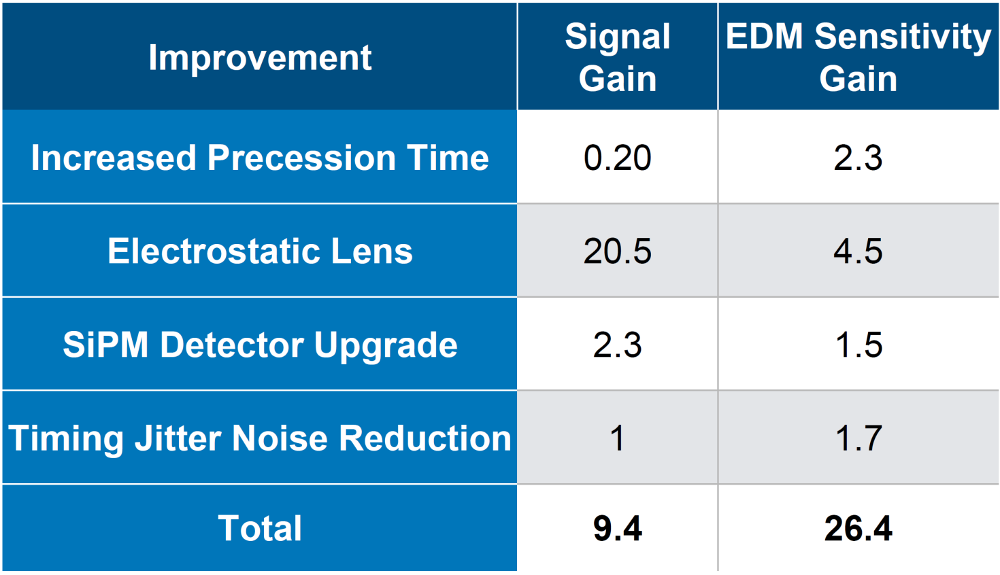 Improvement
Signal
Gain
EDM Sensitivity
Gain
Increased Precession Time
0.20
2.3
Electrostatic Lens
20.5
4.5
SiPM Detector Upgrade
2.3
1.5
Timing Jitter Noise Reduction
1
1.7
Total
9.4
26.4